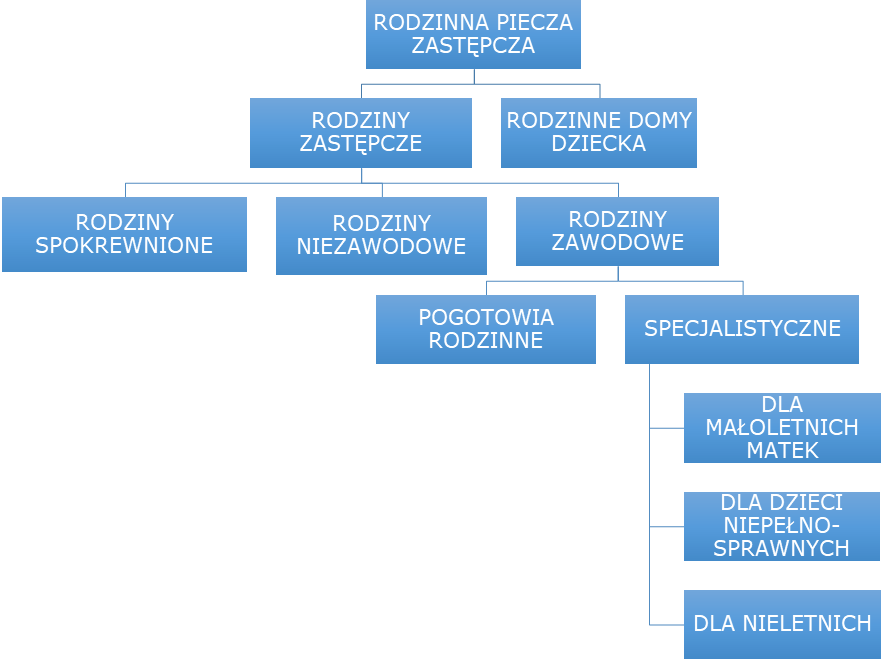 RODZINNA PIECZA
ZASTĘPCZA
RODZINY
ZASTĘPCZE
RODZINNE DOMY
DZIECKA
RODZINY
SPOKREWNIONE
RODZINY
NIEZAWODOWE
RODZINY
ZAWODOWE
POGOTOWIA
RODZINNE
SPECJALISTYCZNE
DLA
MAŁOLETNICH
MATEK
DLA DZIECI
NIEPEŁNO-
SPRAWNYCH
DLA NIELETNICH